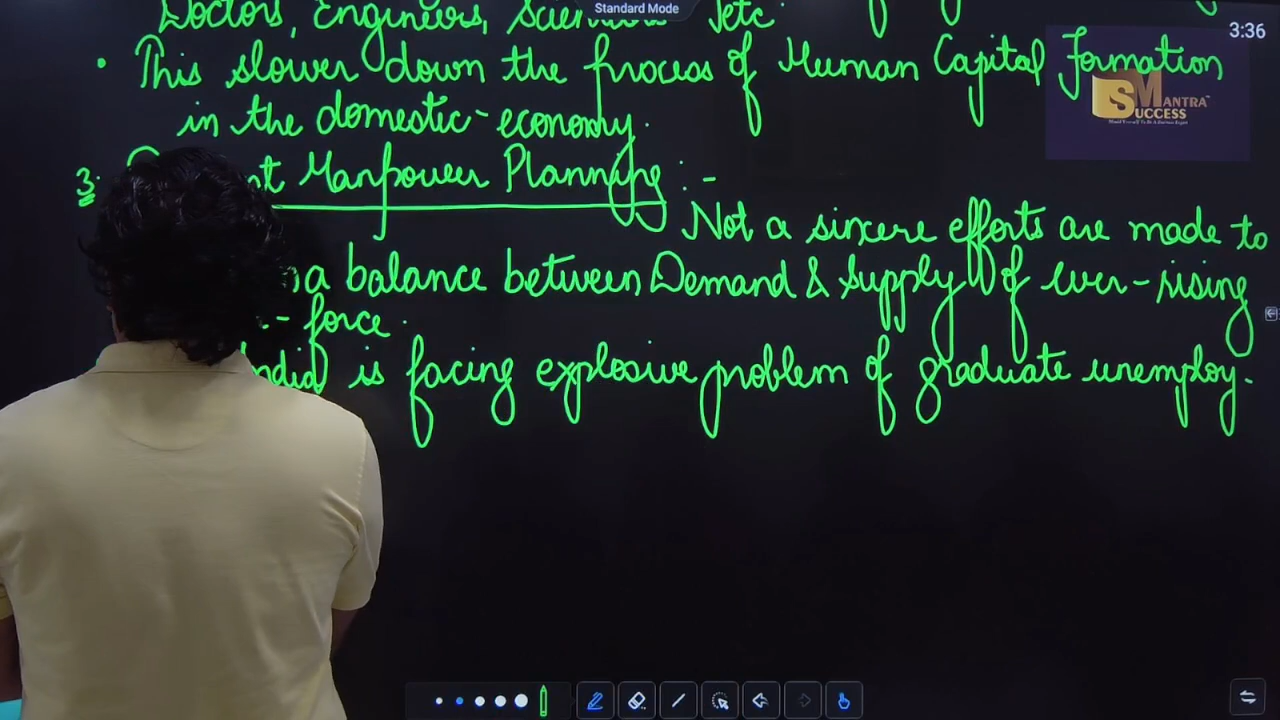 Standard Mode
3:36
Doctors, Engineers, Scientists etc.
• This slower down the process of Human Capital Formation
in the domestic-economy.
3. Manpower Planning : -
Not a sincere efforts are made to
a balance between Demand & Supply of ever-rising
- force.
India is facing explosive problem of graduate unemploy-
SUCCESS MANTRA